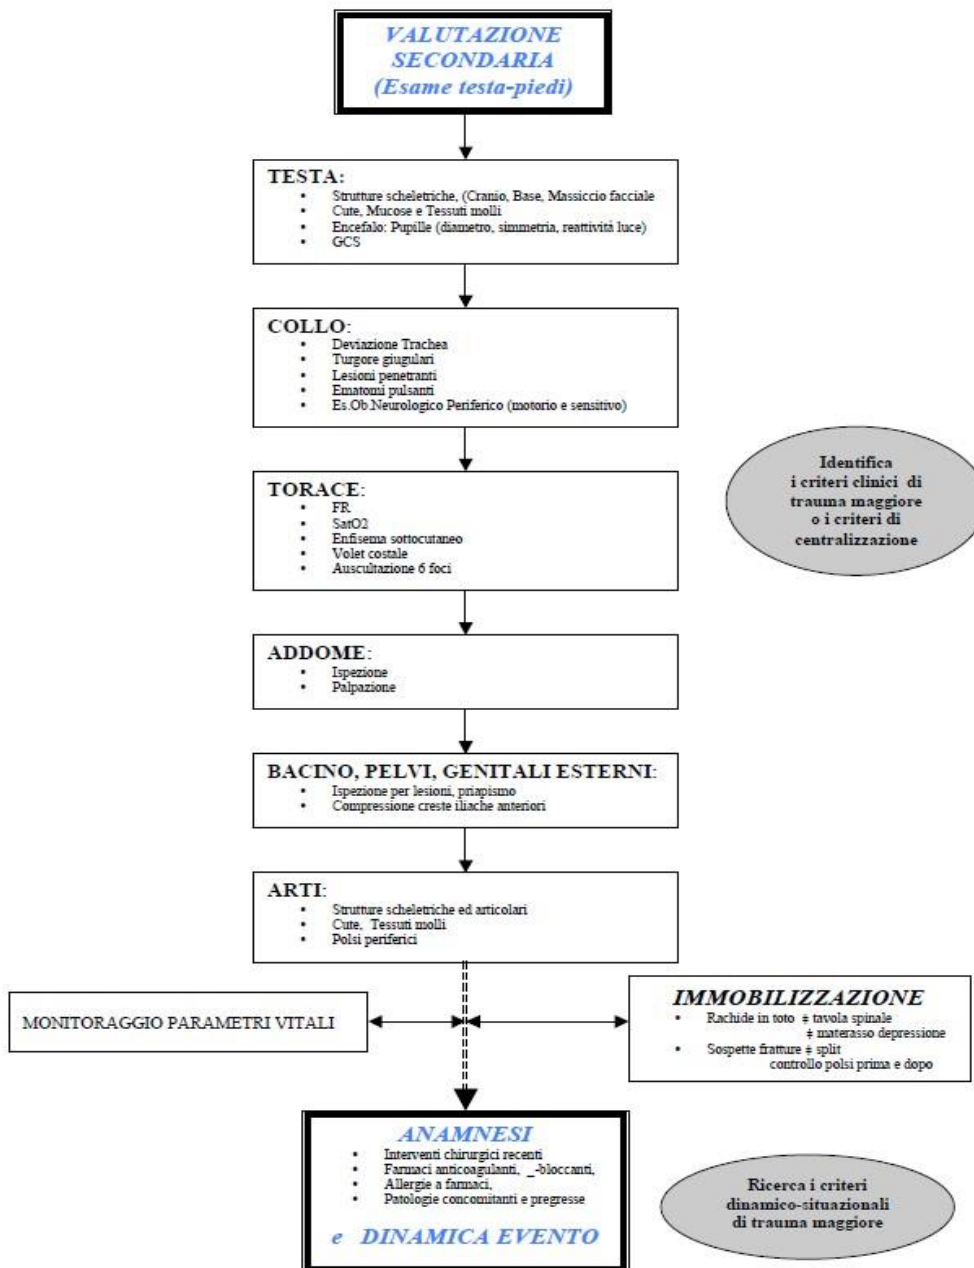 VALUTAZIONE
SECONDARIA
(Esame testa-piedi)
TESTA:
• Strutture scheletriche, (Cranio, Base, Massiccio facciale
• Cute, Mucose e Tessuti molli
• Encefalo: Pupille (diametro, simmetria, reattività luce)
• GCS
COLLO:
• Deviazione Trachea
• Turgore giugulari
• Lesioni penetranti
• Ematomi pulsanti
• Es.Ob.Neurologico Periferico (motorio e sensitivo)
Identifica
i criteri clinici di
trauma maggiore
o i criteri di
centralizzazione
TORACE:
• FR
• SatO2
• Enfisema sottocutaneo
• Volet costale
• Auscultazione 6 foci
ADDOME:
• Ispezione
• Palpazione
BACINO, PELVI, GENITALI ESTERNI:
• Ispezione per lesioni, priapismo
• Compressione creste iliache anteriori
ARTI:
• Strutture scheletriche ed articolari
• Cute, Tessuti molli
• Polsi periferici
MONITORAGGIO PARAMETRI VITALI
IMMOBILIZZAZIONE
• Rachide in toto ǂ tavola spinale
ǂ materasso depressione
• Sospette fratture ǂ split
controllo polsi prima e dopo
ANAMNESI
• Interventi chirurgici recenti
• Farmaci anticoagulanti, _-bloccanti,
• Allergie a farmaci,
• Patologie concomitanti e pregresse
e DINAMICA EVENTO
Ricerca i criteri
dinamico-situazionali
di trauma maggiore